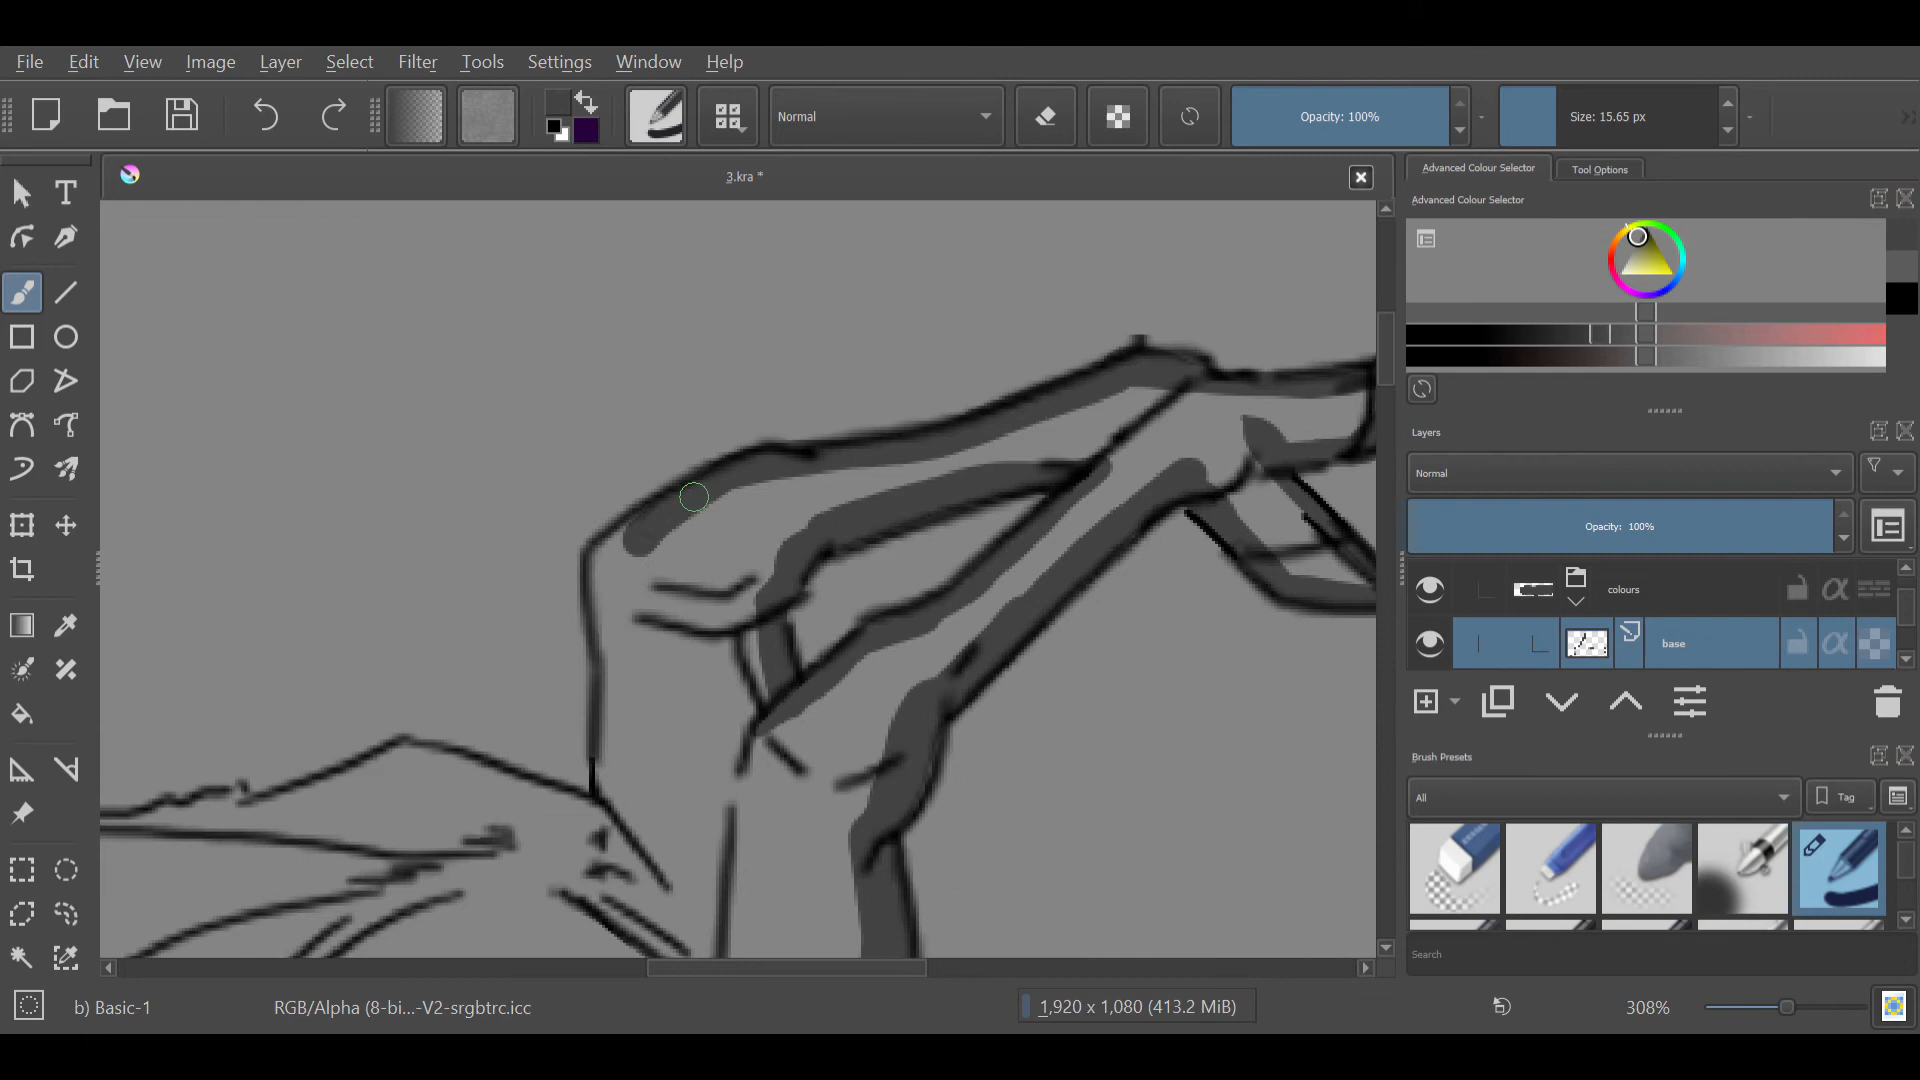 File Edit View Image Layer Select Filter Tools Settings Window Help
Normal
Opacity: 100%
Size: 15.65 px
3.kra *
Advanced Colour Selector
Tool Options
Advanced Colour Selector
Layers
Normal
Opacity: 100%
colours
base
Brush Presets
All
Tag
Search
b) Basic-1
RGB/Alpha (8-bi...-V2-srgbtrc.icc
1,920 x 1,080 (413.2 MiB)
308%